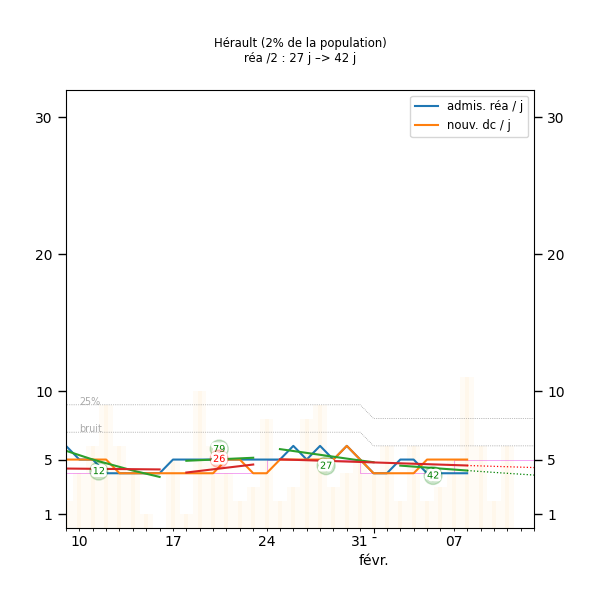 Hérault (2% de la population)
réa /2 : 27 j –> 42 j
admis. réa / j
nouv. dc / j
30 30
20 20
10 10
25%
bruit
79
26
12
27
42
5 5
1 1
10 17 24 31 - 07
févr.